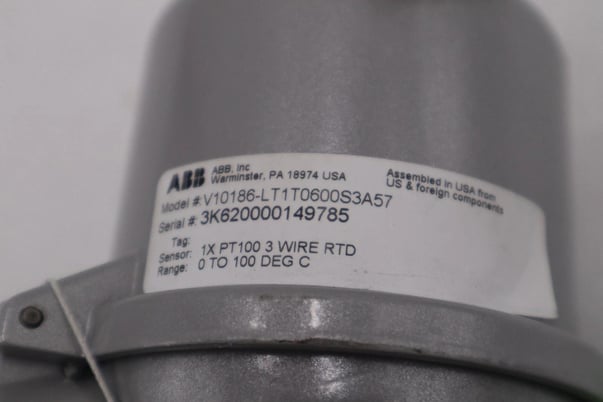 ABB ABB, Inc
Warminster, PA 18974 USA
Assembled in USA from
US & foreign components
Model #: V10186-LT1T0600S3A57
Serial #: 3K620000149785
Tag:
Sensor: 1X PT100 3 WIRE RTD
Range: 0 TO 100 DEG C